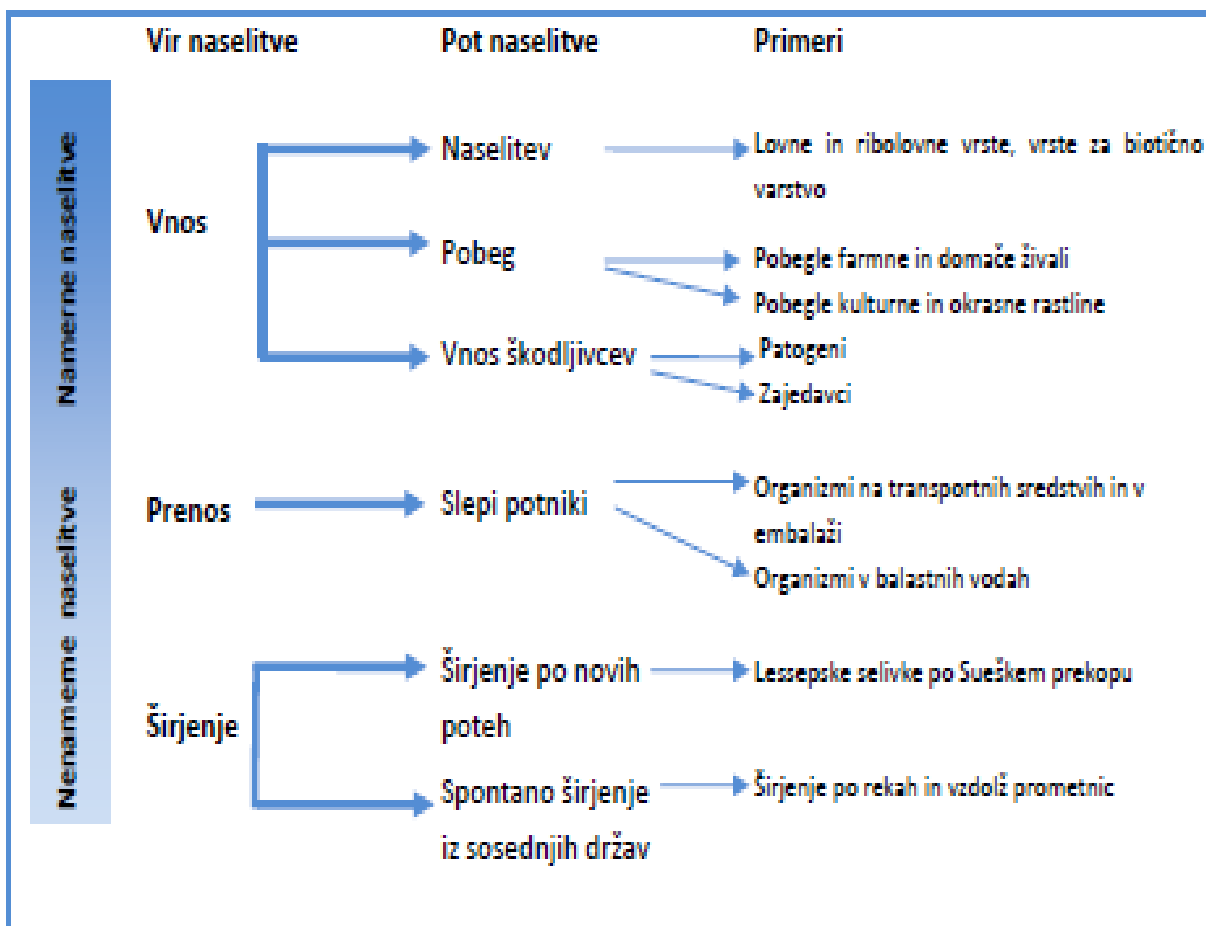 Vir naselitve Pot naselitve Primeri
Namerne naselitve
Nenamerne naselitve
Vnos
Naselitev
Lovne in ribolovne vrste, vrste za biotično
varstvo
Pobeg
Pobegle farmne in domače živali
Pobegle kulturne in okrasne rastline
Vnos škodljivcev
Patogeni
Zajedavci
Prenos
Slepi potniki
Organizmi na transportnih sredstvih in v
embalaži
Organizmi v balastnih vodah
Širjenje
Širjenje po novih
poteh
Lessepske selivke po Sueškem prekopu
Spontano širjenje
iz sosednjih držav
Širjenje po rekah in vzdolž prometnic